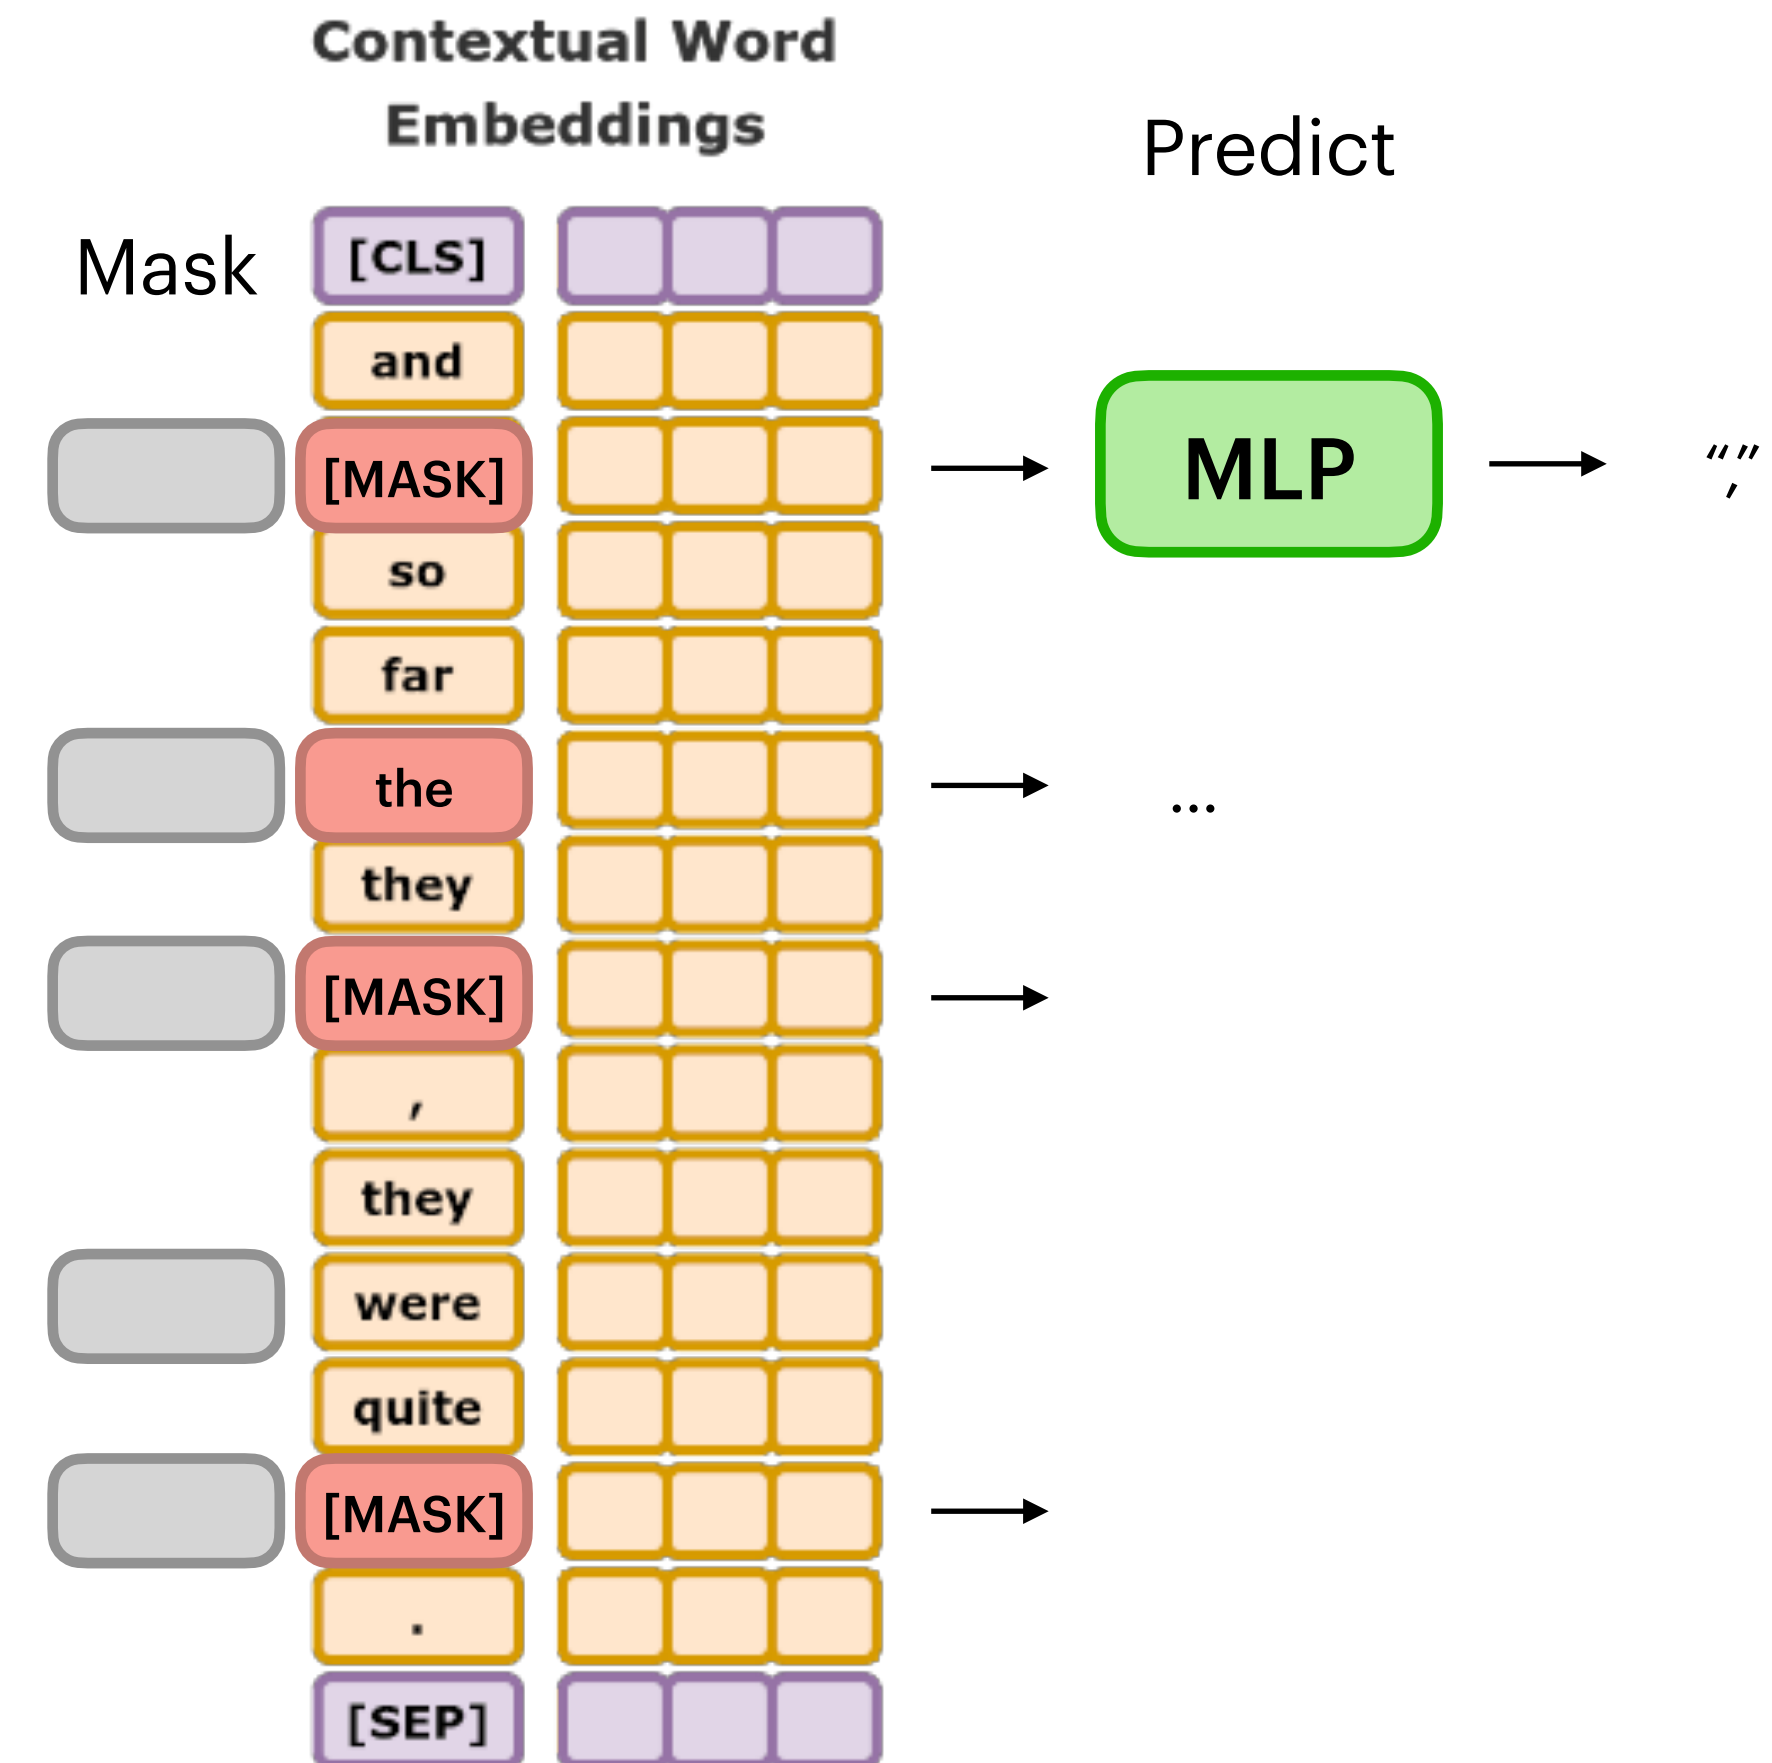 Contextual Word
Embeddings
Predict
Mask
[CLS]
and
[MASK]
MLP
“,”
so
far
the
...
they
[MASK]
,
they
were
quite
[MASK]
.
[SEP]